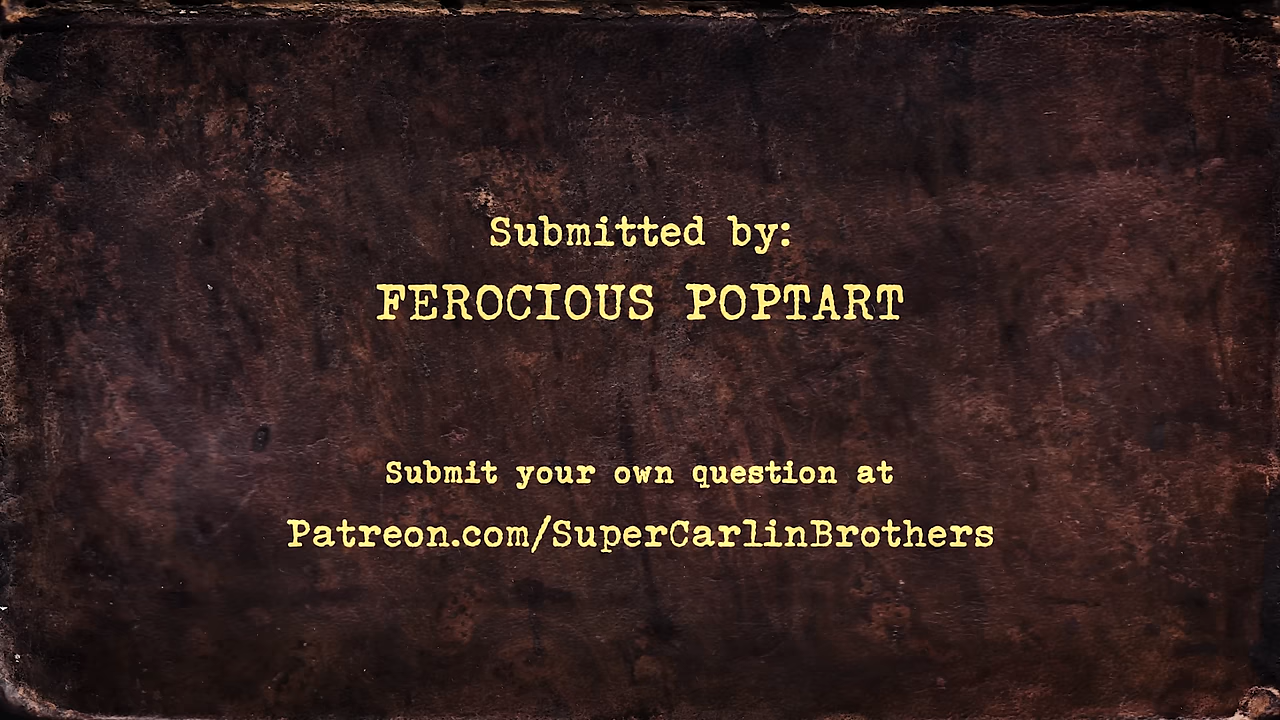 Submitted by:
FEROCIOUS POPTART
Submit your own question at
Patreon.com/SuperCarlinBrothers